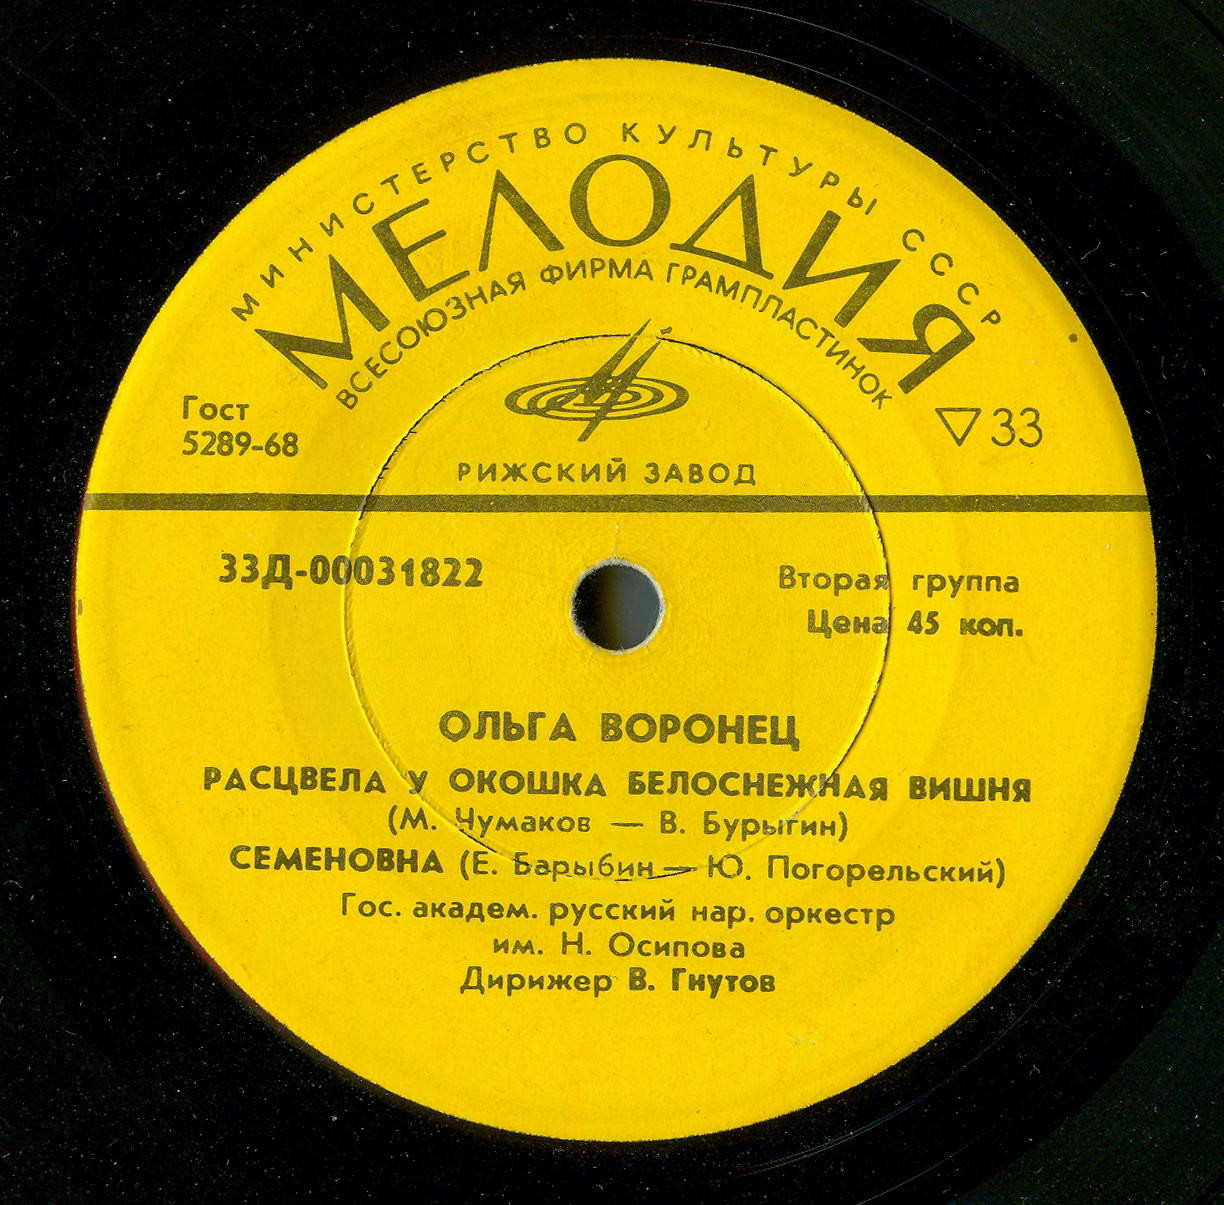 МИНИСТЕРСТВО КУЛЬТУРЫ СССР
МЕЛОДИЯ
ВСЕСОЮЗНАЯ ФИРМА ГРАМПЛАСТИНОК
Гост
5289-68
33
РИЖСКИЙ ЗАВОД
33Д-00031822
Вторая группа
Цена 45 коп.
ОЛЬГА ВОРОНЕЦ
РАСЦВЕЛА У ОКОШКА БЕЛОСНЕЖНАЯ ВИШНЯ
(М. Чумаков — В. Бурыгин)
СЕМЕНОВНА (Е. Барыбин — Ю. Погорельский)
Гос. академ. русский нар. оркестр
им. Н. Осипова
Дирижер В. Гнутов